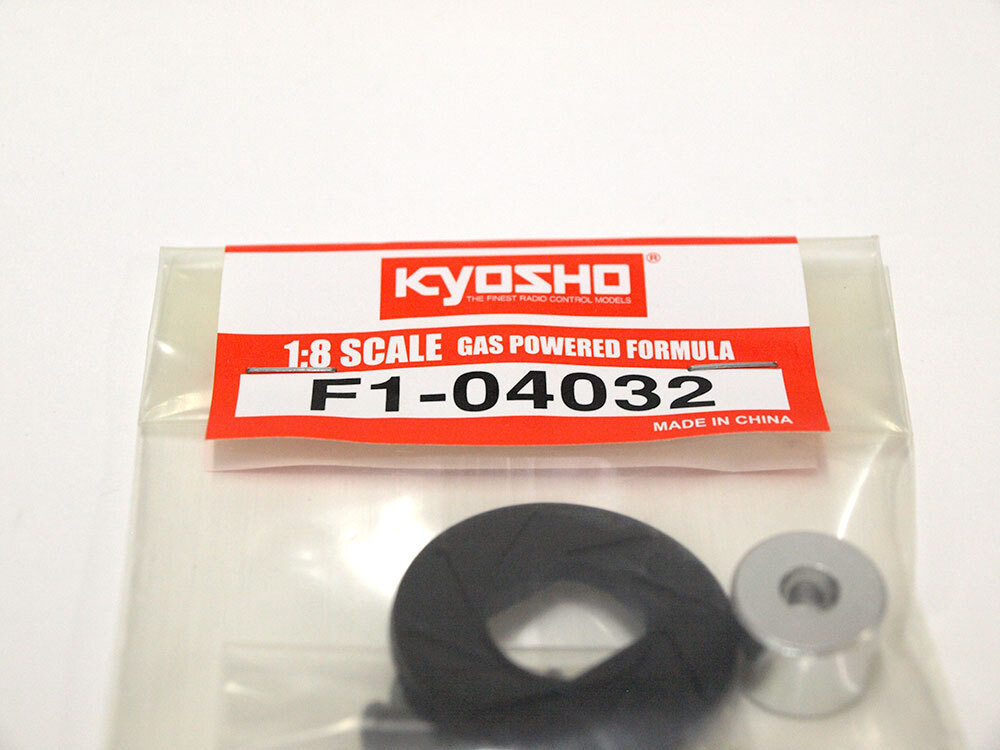 KYOSHO®
THE FINEST RADIO CONTROL MODELS
1:8 SCALE GAS POWERED FORMULA
F1-04032
MADE IN CHINA